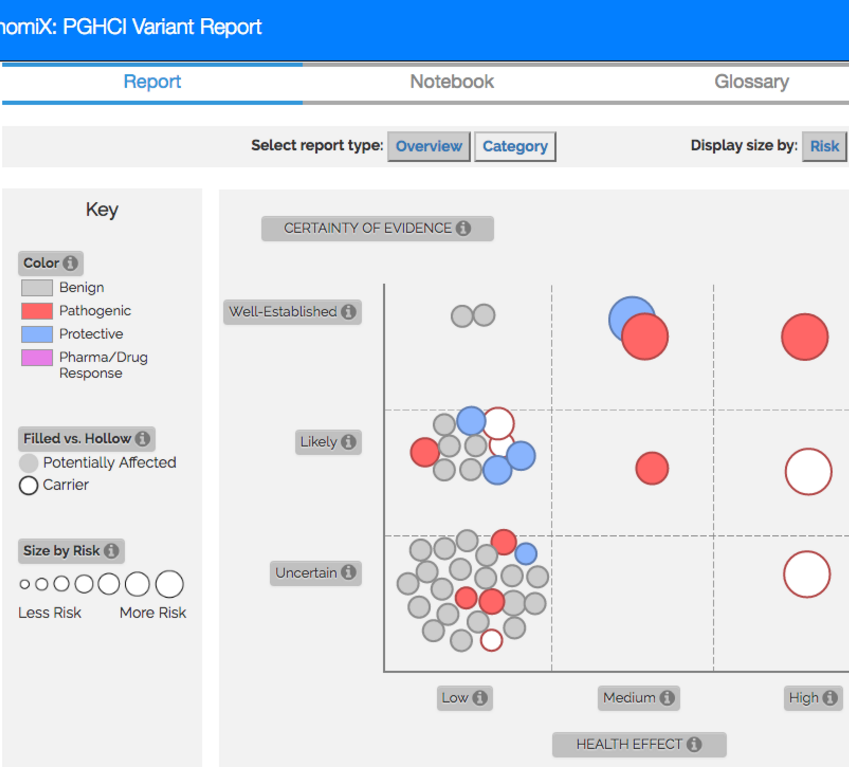 nomiX: PGHCI Variant Report
Report Notebook Glossary
Select report type: Overview Category Display size by: Risk
Key
Color
Benign
Pathogenic
Protective
Pharma/Drug
Response
Filled vs. Hollow
Potentially Affected
Carrier
Size by Risk
Less Risk More Risk
CERTAINTY OF EVIDENCE
Well-Established
Likely
Uncertain
Low Medium High
HEALTH EFFECT